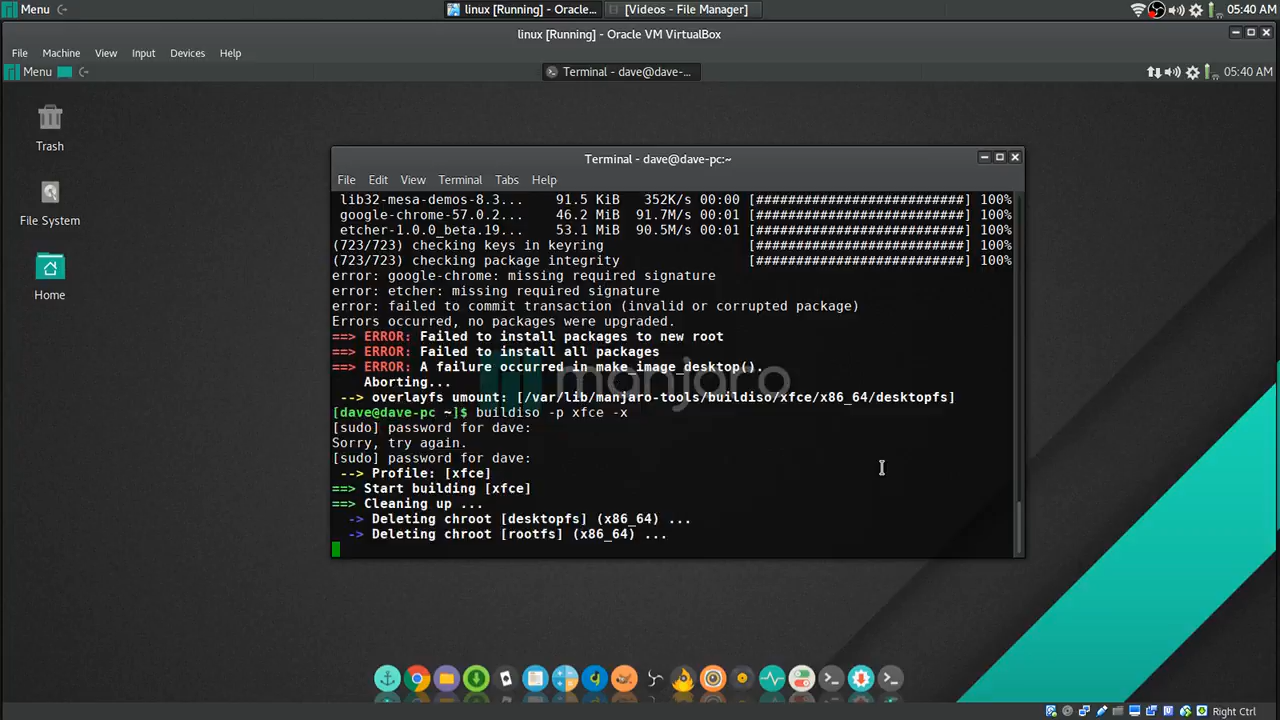 Menu
linux [Running] - Oracle...
[Videos - File Manager]
05:40 AM
linux [Running] - Oracle VM VirtualBox
File Machine View Input Devices Help
Menu
Terminal - dave@dave-...
05:40 AM
Trash
File System
Home
Terminal - dave@dave-pc:~
File Edit View Terminal Tabs Help
lib32-mesa-demos-8.3... 91.5 KiB 352K/s 00:00 [##########################] 100%
google-chrome-57.0.2... 46.2 MiB 91.7M/s 00:01 [##########################] 100%
etcher-1.0.0_beta.19... 53.1 MiB 90.5M/s 00:01 [##########################] 100%
(723/723) checking keys in keyring [##########################] 100%
(723/723) checking package integrity [##########################] 100%
error: google-chrome: missing required signature
error: etcher: missing required signature
error: failed to commit transaction (invalid or corrupted package)
Errors occurred, no packages were upgraded.
==> ERROR: Failed to install packages to new root
==> ERROR: Failed to install all packages
==> ERROR: A failure occurred in make_image_desktop().
Aborting...
manjaro
--> overlayfs umount: [/var/lib/manjaro-tools/buildiso/xfce/x86_64/desktopfs]
[dave@dave-pc ~]$ buildiso -p xfce -x
[sudo] password for dave:
Sorry, try again.
[sudo] password for dave:
--> Profile: [xfce]
==> Start building [xfce]
==> Cleaning up ...
-> Deleting chroot [desktopfs] (x86_64) ...
-> Deleting chroot [rootfs] (x86_64) ...
Right Ctrl